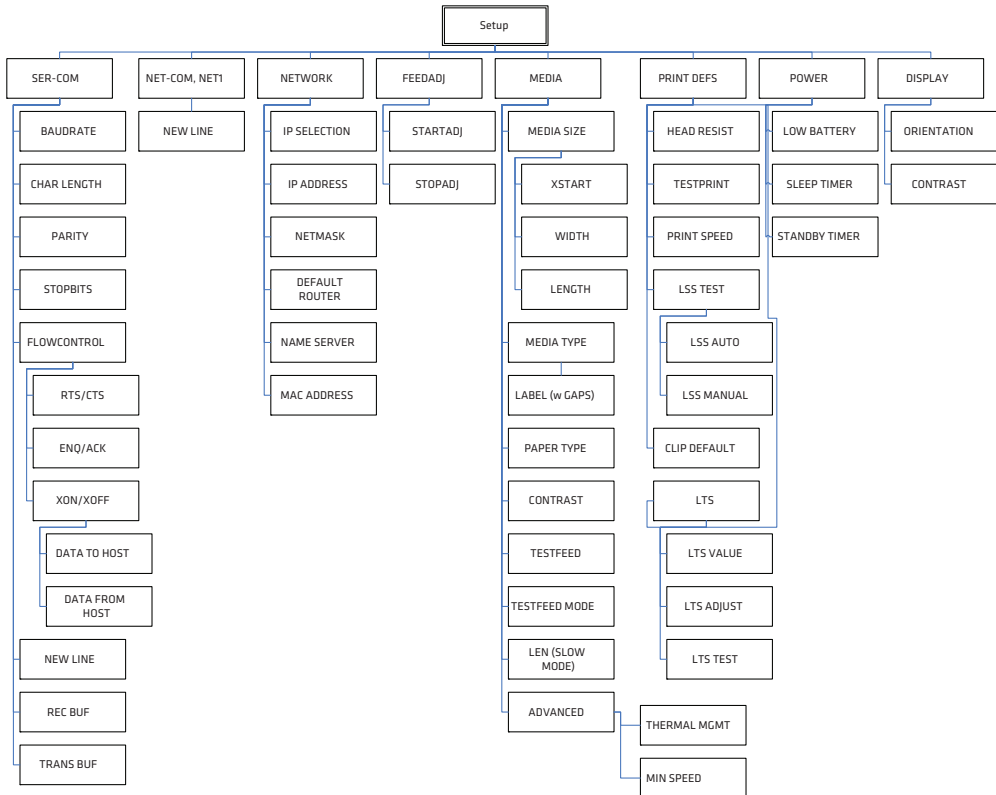 Setup
SER-COM
BAUDRATE
CHAR LENGTH
PARITY
STOPBITS
FLOWCONTROL
RTS/CTS
ENQ/ACK
XON/XOFF
DATA TO HOST
DATA FROM
HOST
NEW LINE
REC BUF
TRANS BUF
NET-COM, NET1
NEW LINE
NETWORK
IP SELECTION
IP ADDRESS
NETMASK
DEFAULT
ROUTER
NAME SERVER
MAC ADDRESS
FEEDADJ
STARTADJ
STOPADJ
MEDIA
MEDIA SIZE
XSTART
WIDTH
LENGTH
MEDIA TYPE
LABEL (w GAPS)
PAPER TYPE
CONTRAST
TESTFEED
TESTFEED MODE
LEN (SLOW
MODE)
ADVANCED
THERMAL MGMT
MIN SPEED
PRINT DEFS
HEAD RESIST
TESTPRINT
PRINT SPEED
LSS TEST
LSS AUTO
LSS MANUAL
CLIP DEFAULT
LTS
LTS VALUE
LTS ADJUST
LTS TEST
POWER
LOW BATTERY
SLEEP TIMER
STANDBY TIMER
DISPLAY
ORIENTATION
CONTRAST